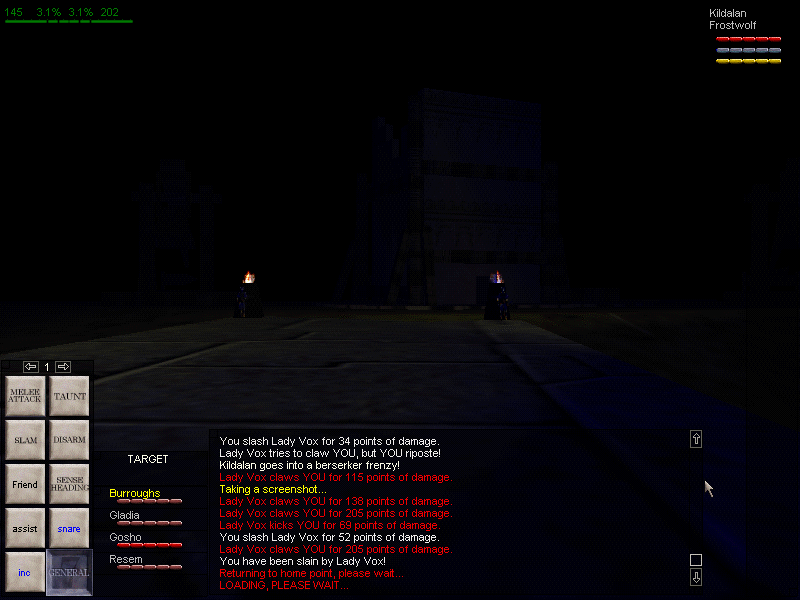 145 3.1% 3.1% 202
Kildalan
Frostwolf
1
MELEE ATTACK
TAUNT
SLAM
DISARM
Friend
SENSE HEADING
assist
snare
inc
GENERAL
TARGET
Burroughs
Gladia
Gosho
Resem
You slash Lady Vox for 34 points of damage.
Lady Vox tries to claw YOU, but YOU riposte!
Kildalan goes into a berserker frenzy!
Lady Vox claws YOU for 115 points of damage.
Taking a screenshot...
Lady Vox claws YOU for 138 points of damage.
Lady Vox claws YOU for 205 points of damage.
Lady Vox kicks YOU for 69 points of damage.
You slash Lady Vox for 52 points of damage.
Lady Vox claws YOU for 205 points of damage.
You have been slain by Lady Vox!
Returning to home point, please wait...
LOADING, PLEASE WAIT...